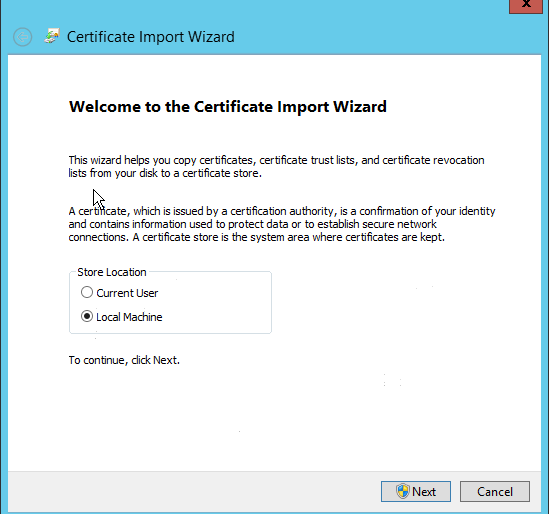 x
Certificate Import Wizard
Welcome to the Certificate Import Wizard
This wizard helps you copy certificates, certificate trust lists, and certificate revocation
lists from your disk to a certificate store.
A certificate, which is issued by a certification authority, is a confirmation of your identity
and contains information used to protect data or to establish secure network
connections. A certificate store is the system area where certificates are kept.
Store Location
Current User
Local Machine
To continue, click Next.
Next
Cancel